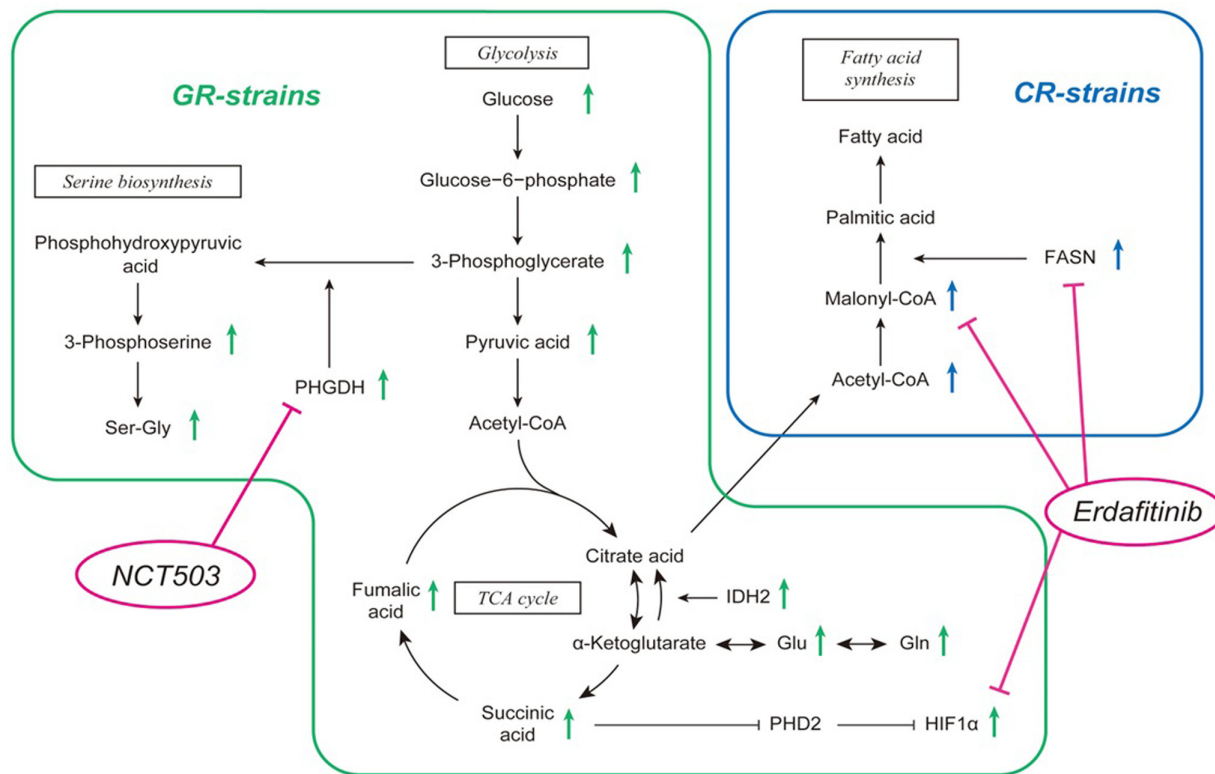 GR-strains
Glycolysis
Glucose
Glucose−6−phosphate
Serine biosynthesis
Phosphohydroxypyruvic
acid
3-Phosphoglycerate
3-Phosphoserine
Pyruvic acid
PHGDH
Ser-Gly
Acetyl-CoA
NCT503
Citrate acid
Fumalic
acid
TCA cycle
IDH2
α-Ketoglutarate
Glu
Gln
Succinic
acid
PHD2
HIF1α
Fatty acid
synthesis
CR-strains
Fatty acid
Palmitic acid
FASN
Malonyl-CoA
Acetyl-CoA
Erdafitinib